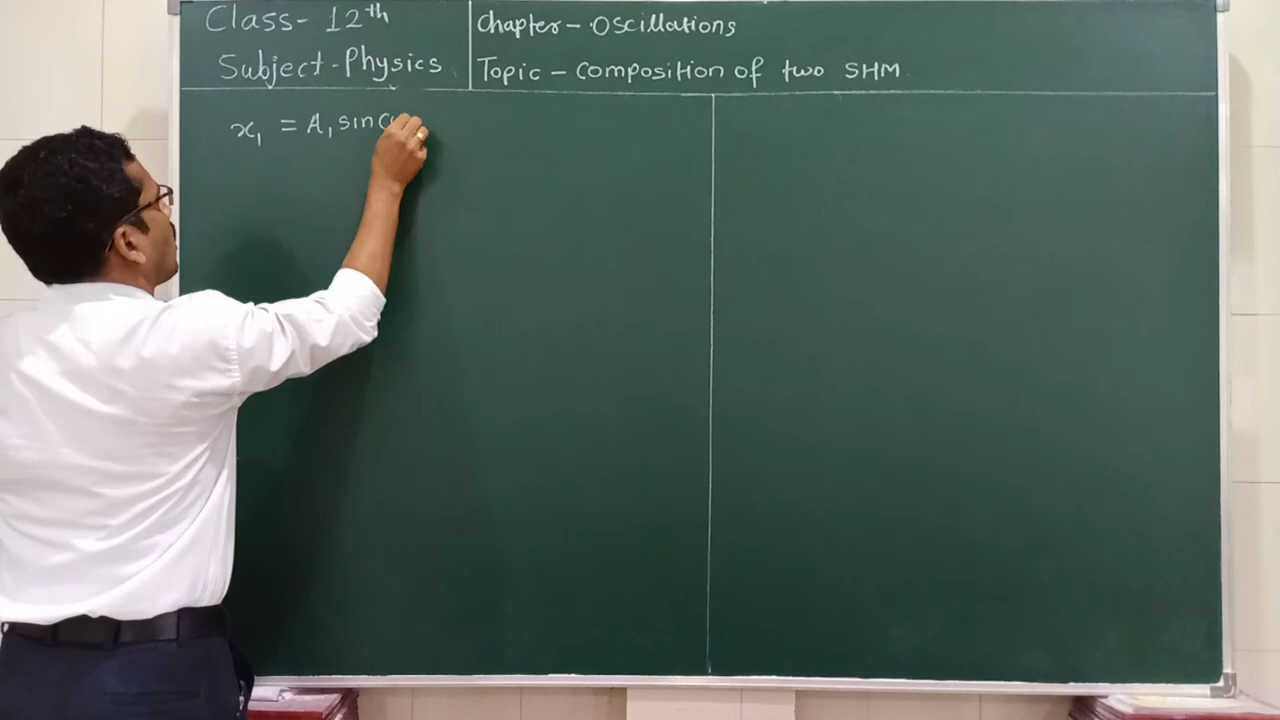 Class- 12th
Subject-Physics
Chapter- Oscillations
Topic - Composition of two SHM
x₁ = A₁ sin